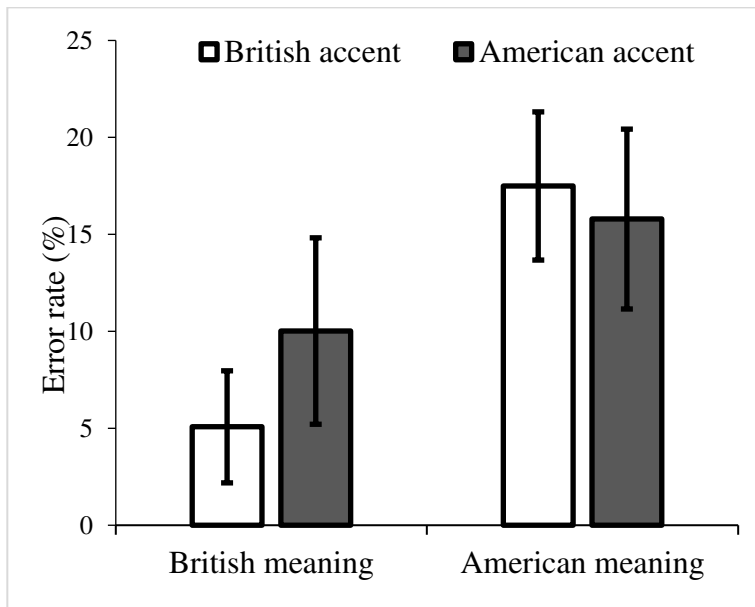 25
British accent American accent
20
15
10
5
0
Error rate (%)
British meaning American meaning